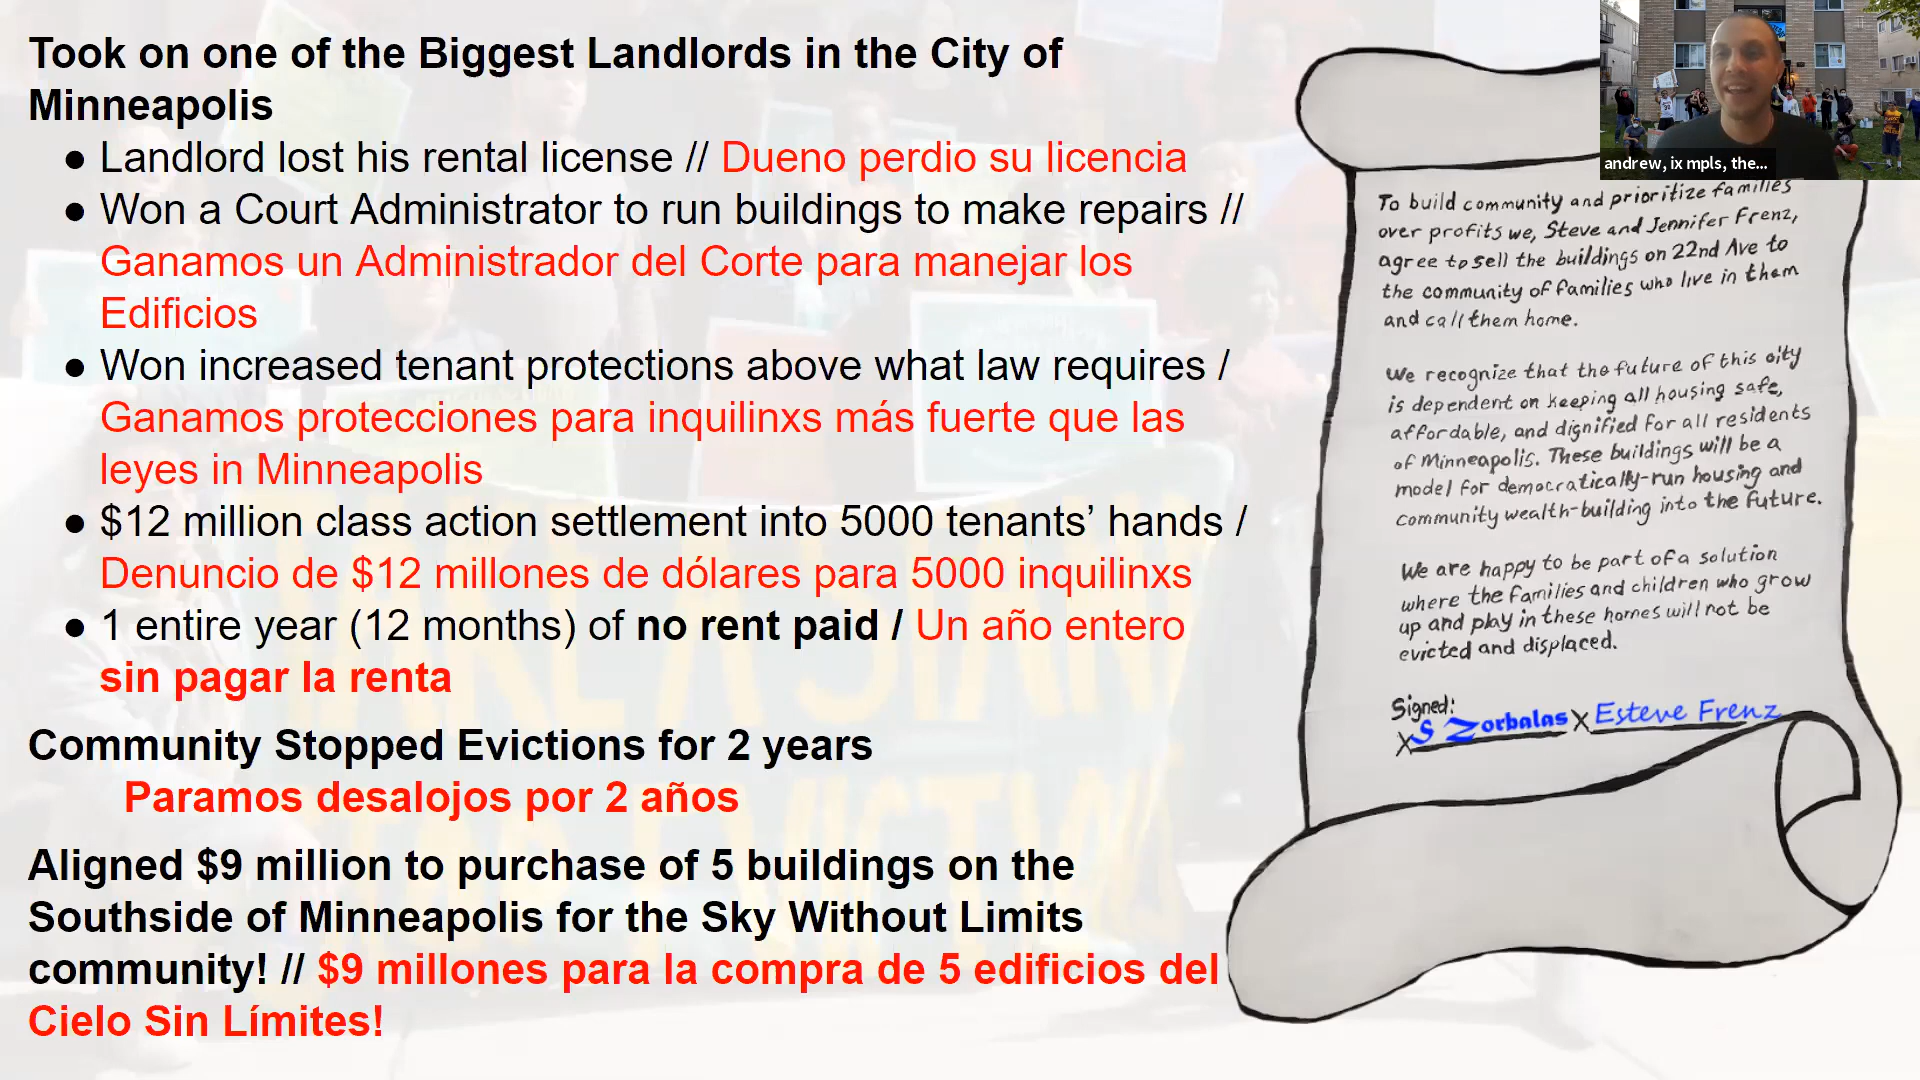 Took on one of the Biggest Landlords in the City of
Minneapolis
● Landlord lost his rental license // Dueno perdio su licencia
● Won a Court Administrator to run buildings to make repairs //
Ganamos un Administrador del Corte para manejar los
Edificios
● Won increased tenant protections above what law requires /
Ganamos protecciones para inquilinxs más fuerte que las
leyes in Minneapolis
● $12 million class action settlement into 5000 tenants’ hands /
Denuncio de $12 millones de dólares para 5000 inquilinxs
● 1 entire year (12 months) of no rent paid / Un año entero
sin pagar la renta
Community Stopped Evictions for 2 years
Paramos desalojos por 2 años
Aligned $9 million to purchase of 5 buildings on the
Southside of Minneapolis for the Sky Without Limits
community! // $9 millones para la compra de 5 edificios del
Cielo Sin Límites!
andrew, ix mpls, the...
To build community and prioritize families
over profits we, Steve and Jennifer Frenz,
agree to sell the buildings on 22nd Ave to
the community of families who live in them
and call them home.
We recognize that the future of this city
is dependent on keeping all housing safe,
affordable, and dignified for all residents
of Minneapolis. These buildings will be a
model for democratically-run housing and
community wealth-building into the future.
We are happy to be part of a solution
where the families and children who grow
up and play in these homes will not be
evicted and displaced.
Signed:
X S Zorbalas X Esteve Frenz